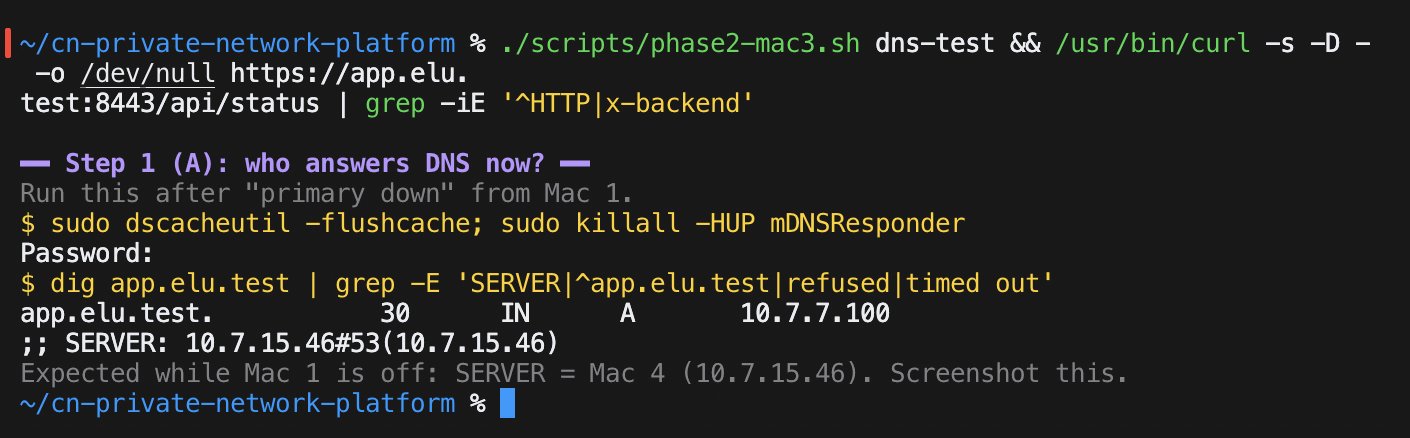 ~/cn-private-network-platform % ./scripts/phase2-mac3.sh dns-test && /usr/bin/curl -s -D -
-o /dev/null https://app.elu.
test:8443/api/status | grep -iE '^HTTP|x-backend'
━━ Step 1 (A): who answers DNS now? ━━
Run this after "primary down" from Mac 1.
$ sudo dscacheutil -flushcache; sudo killall -HUP mDNSResponder
Password:
$ dig app.elu.test | grep -E 'SERVER|^app.elu.test|refused|timed out'
app.elu.test. 30 IN A 10.7.7.100
;; SERVER: 10.7.15.46#53(10.7.15.46)
Expected while Mac 1 is off: SERVER = Mac 4 (10.7.15.46). Screenshot this.
~/cn-private-network-platform %